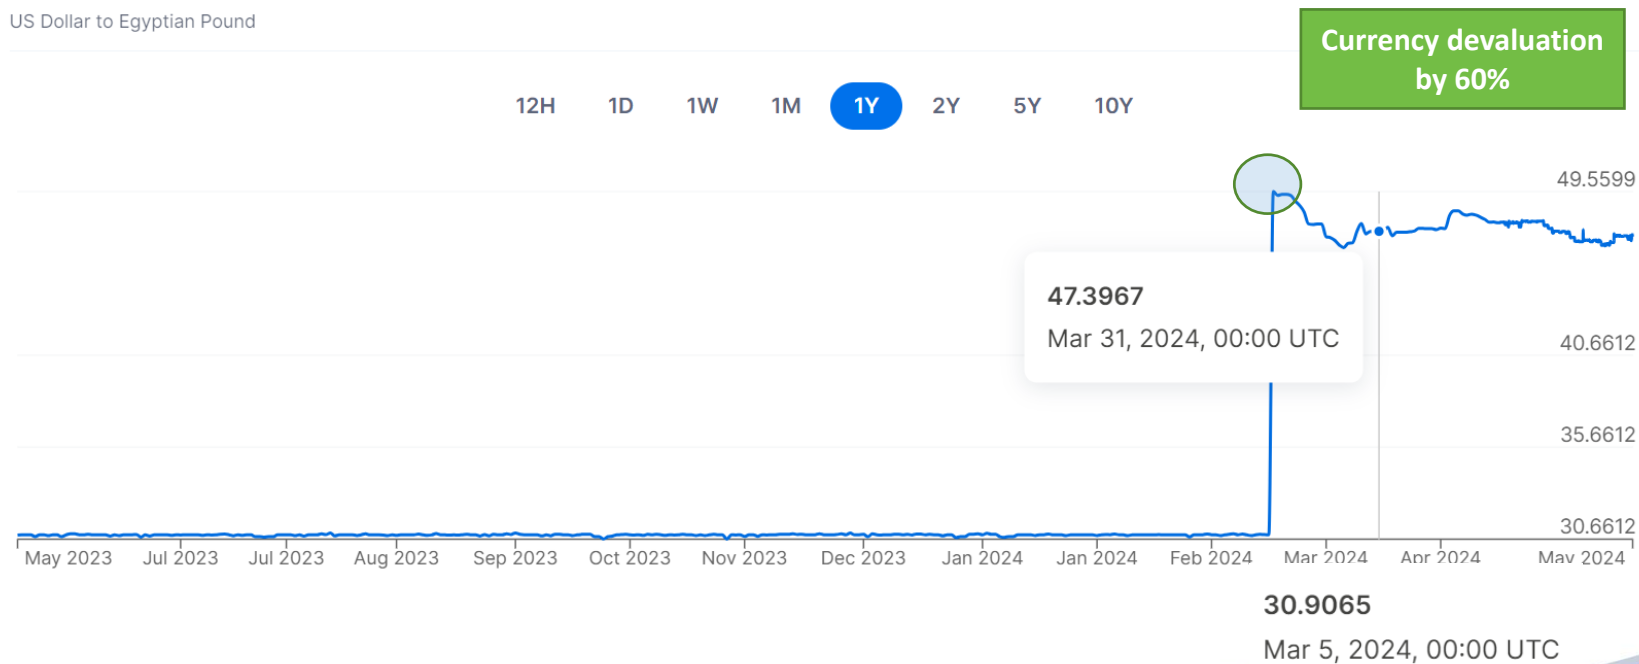 US Dollar to Egyptian Pound
Currency devaluation
by 60%
12H 1D 1W 1M 1Y 2Y 5Y 10Y
49.5599
47.3967
Mar 31, 2024, 00:00 UTC
40.6612
35.6612
30.6612
May 2023 Jul 2023 Jul 2023 Aug 2023 Sep 2023 Oct 2023 Nov 2023 Dec 2023 Jan 2024 Jan 2024 Feb 2024 Mar 2024 Apr 2024 May 2024
30.9065
Mar 5, 2024, 00:00 UTC